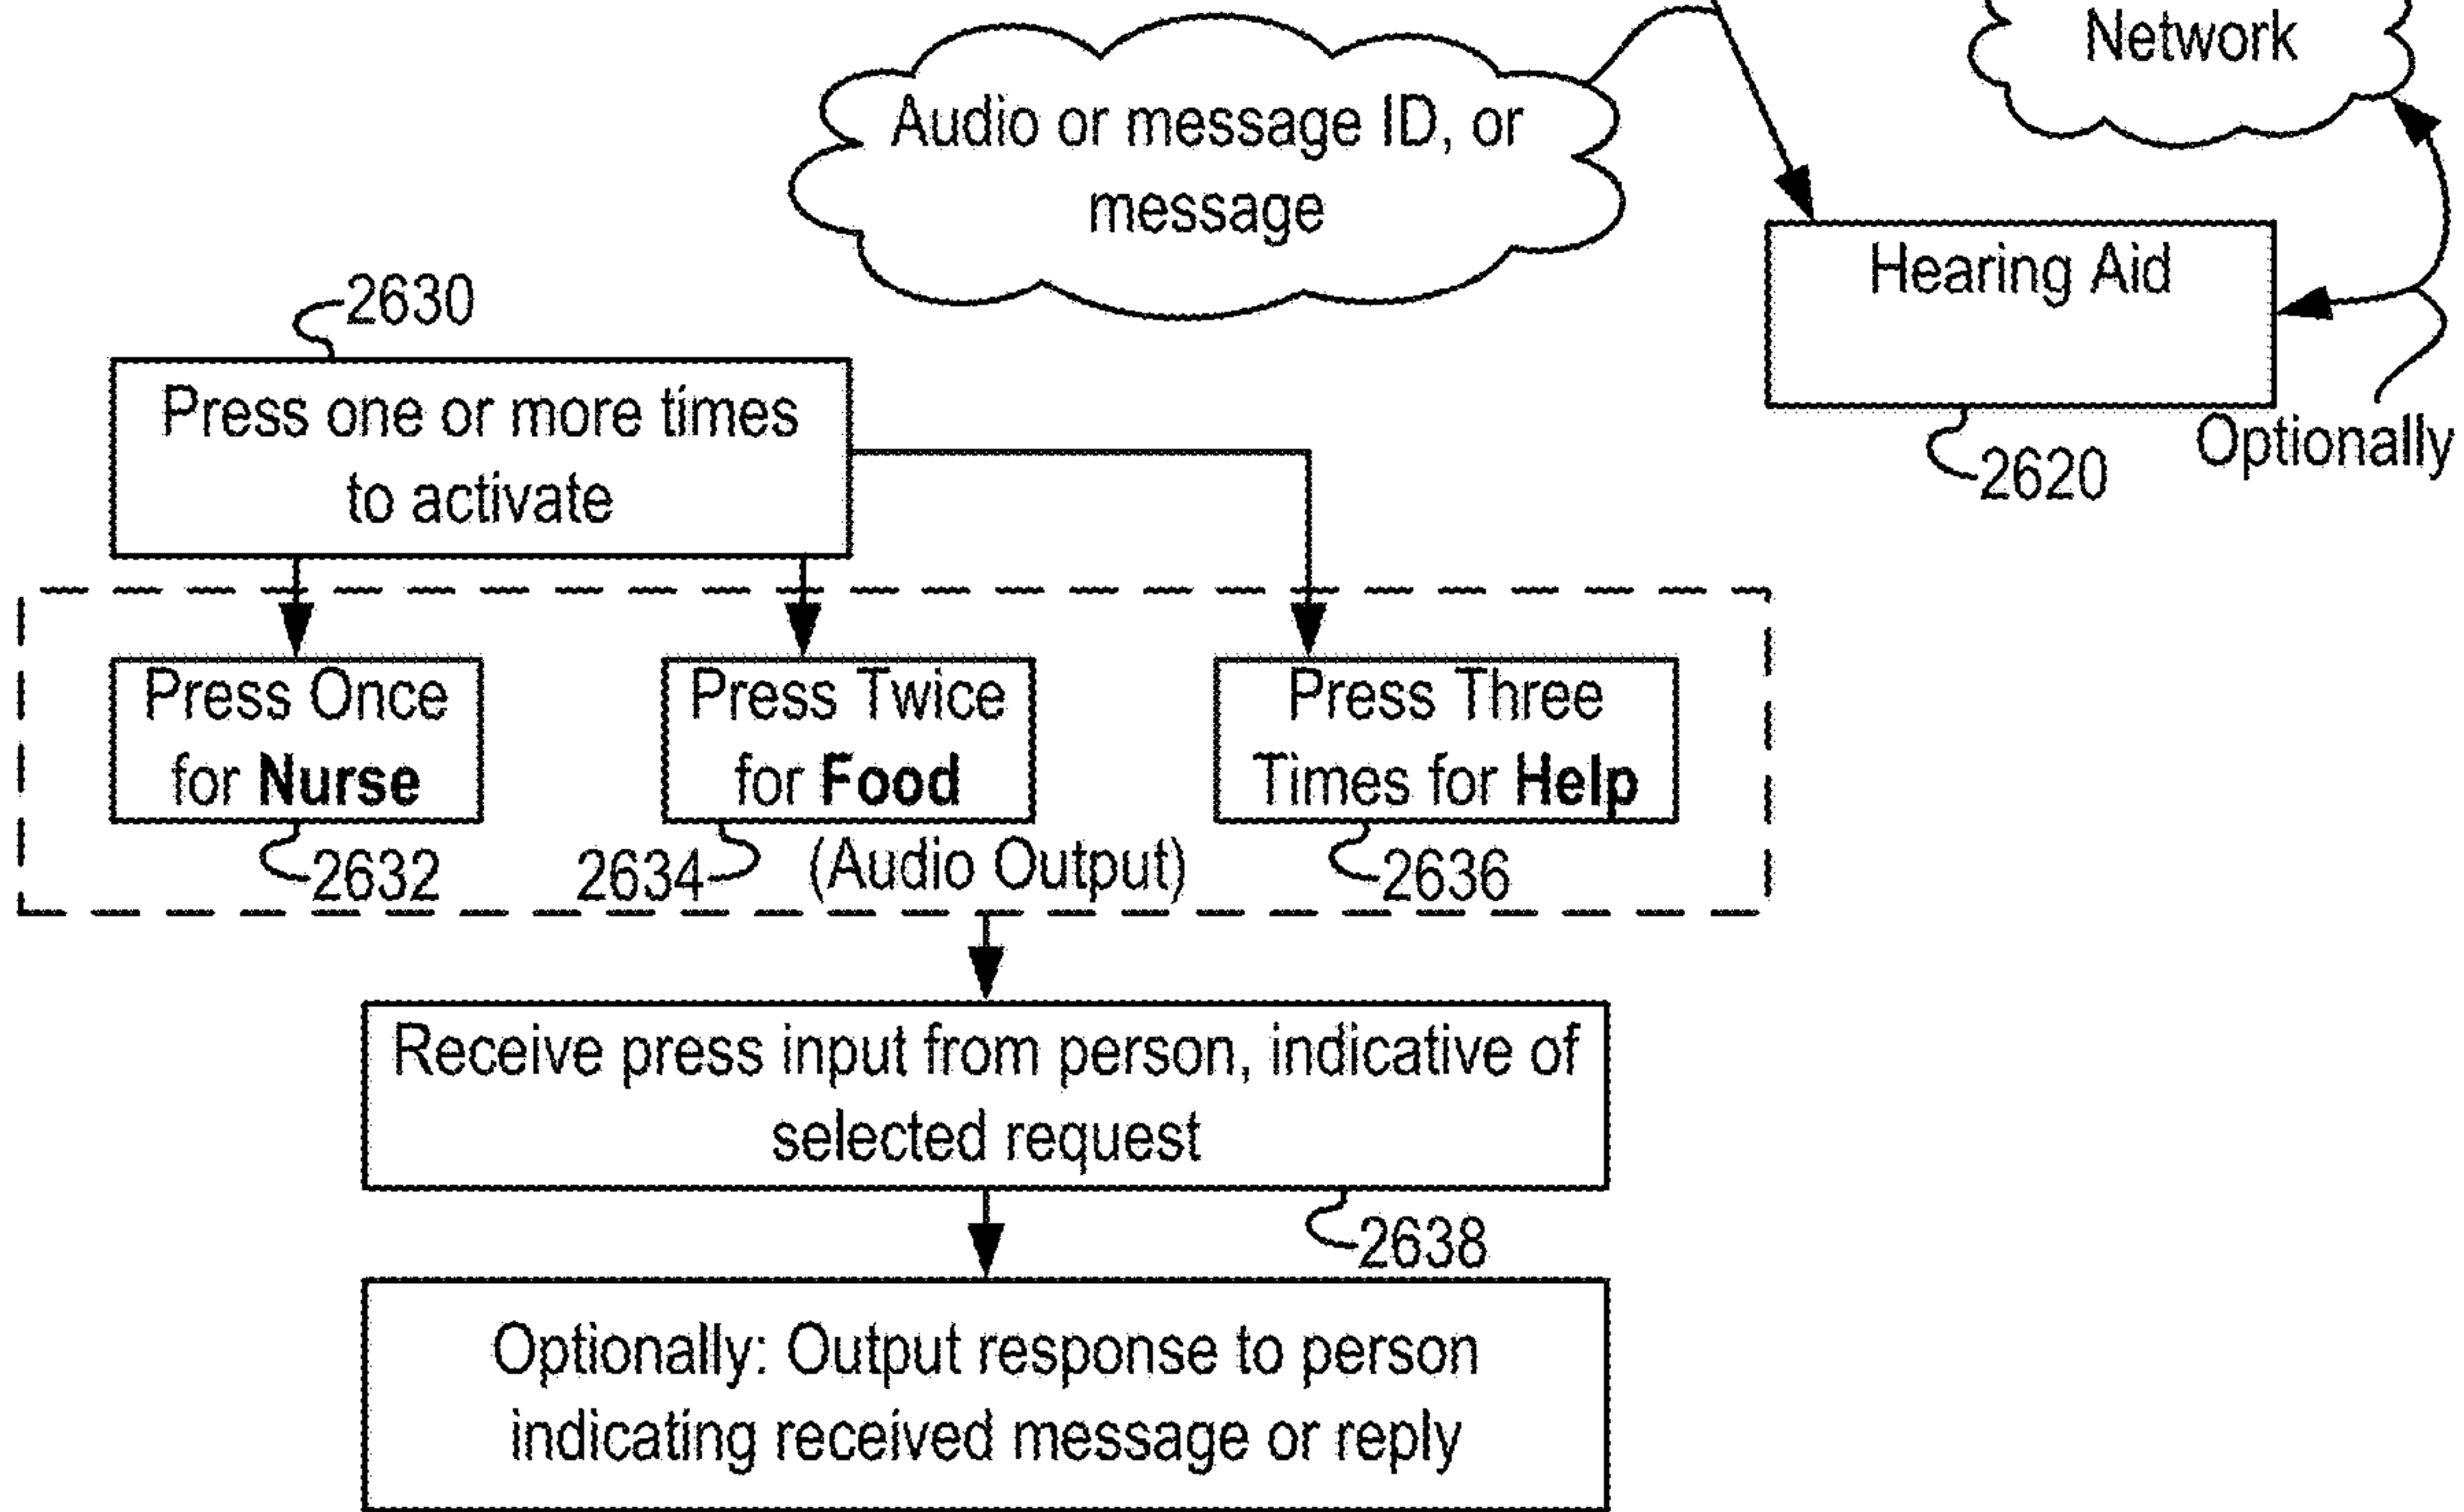 Network
Audio or message ID, or
message
Hearing Aid
2630
Press one or more times
to activate
Optionally
2620
Press Once
for Nurse
Press Twice
for Food
Press Three
Times for Help
2632
2634
(Audio Output)
2636
Receive press input from person, indicative of
selected request
2638
Optionally: Output response to person
indicating received message or reply